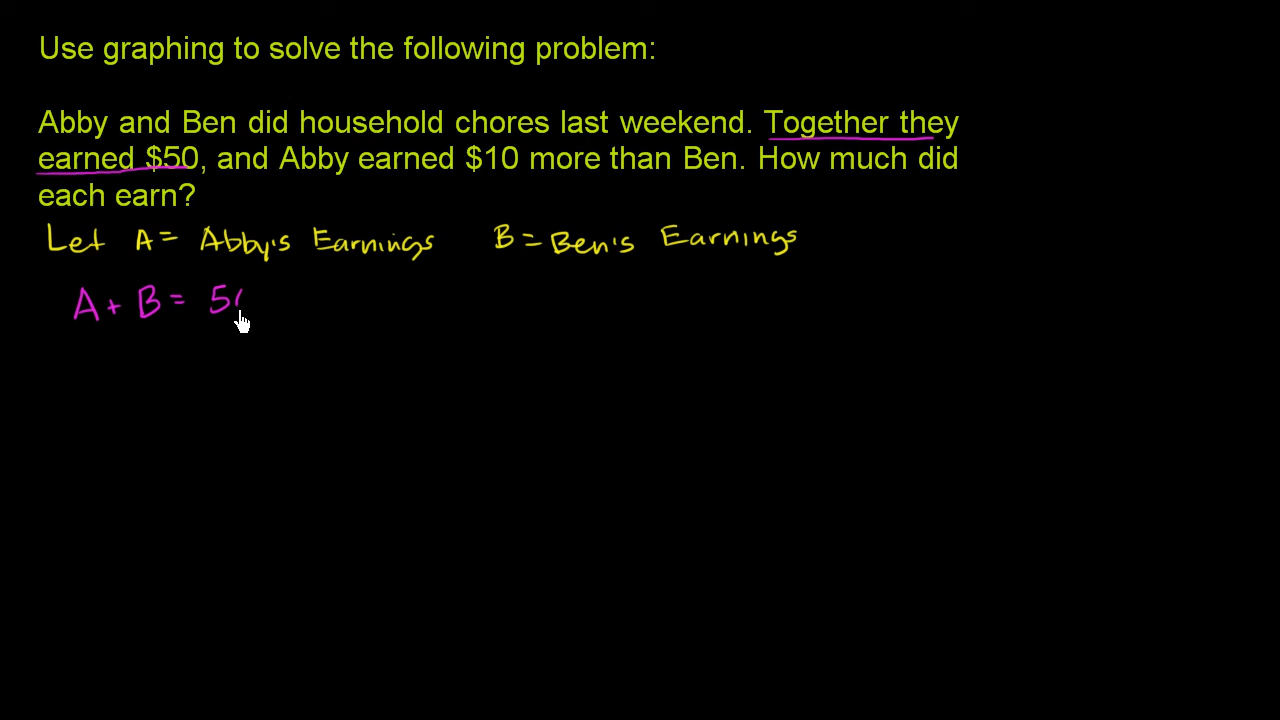 Use graphing to solve the following problem:
Abby and Ben did household chores last weekend. Together they
earned $50, and Abby earned $10 more than Ben. How much did
each earn?
Let A = Abby's Earnings B = Ben's Earnings
A + B = 5